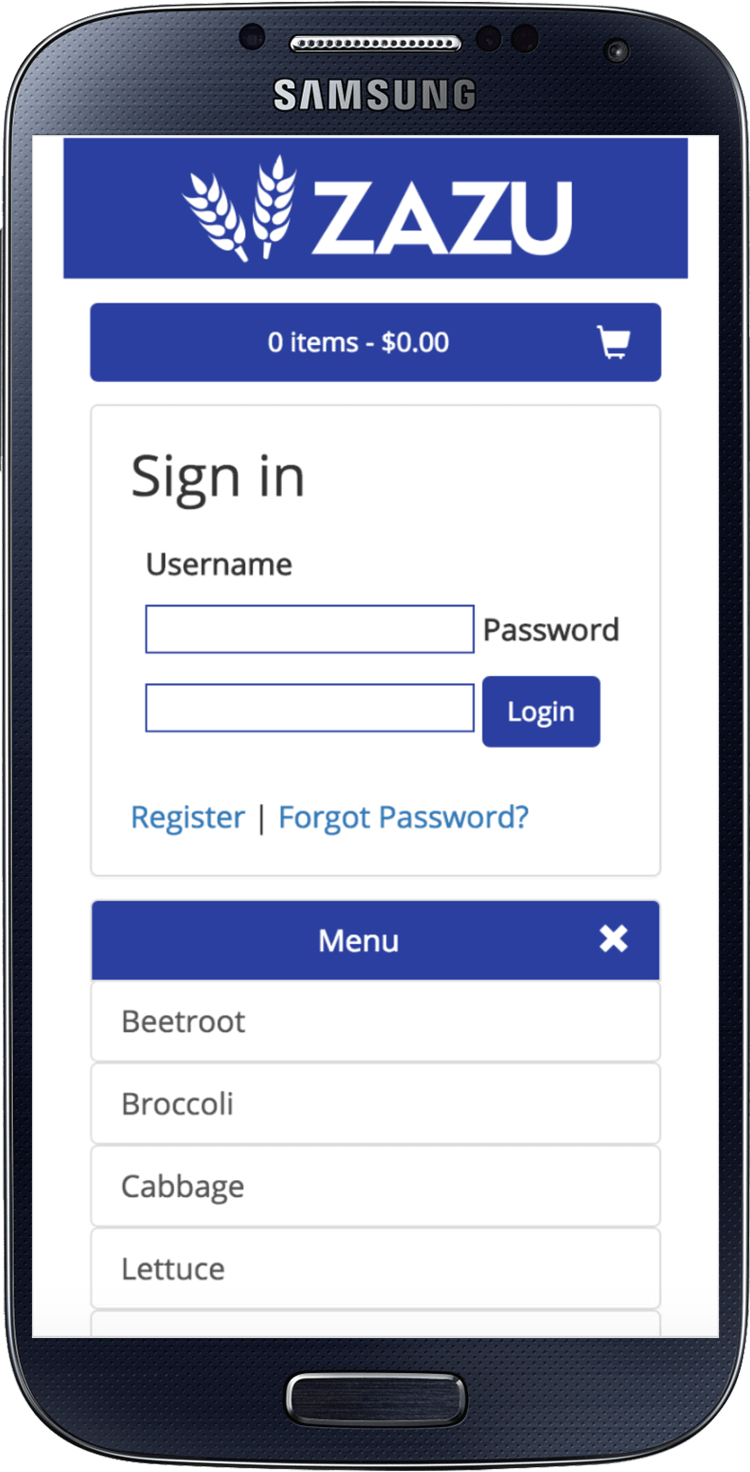 SAMSUNG
ZAZU
0 items - $0.00
Sign in
Username
Password
Login
Register | Forgot Password?
Menu
Beetroot
Broccoli
Cabbage
Lettuce